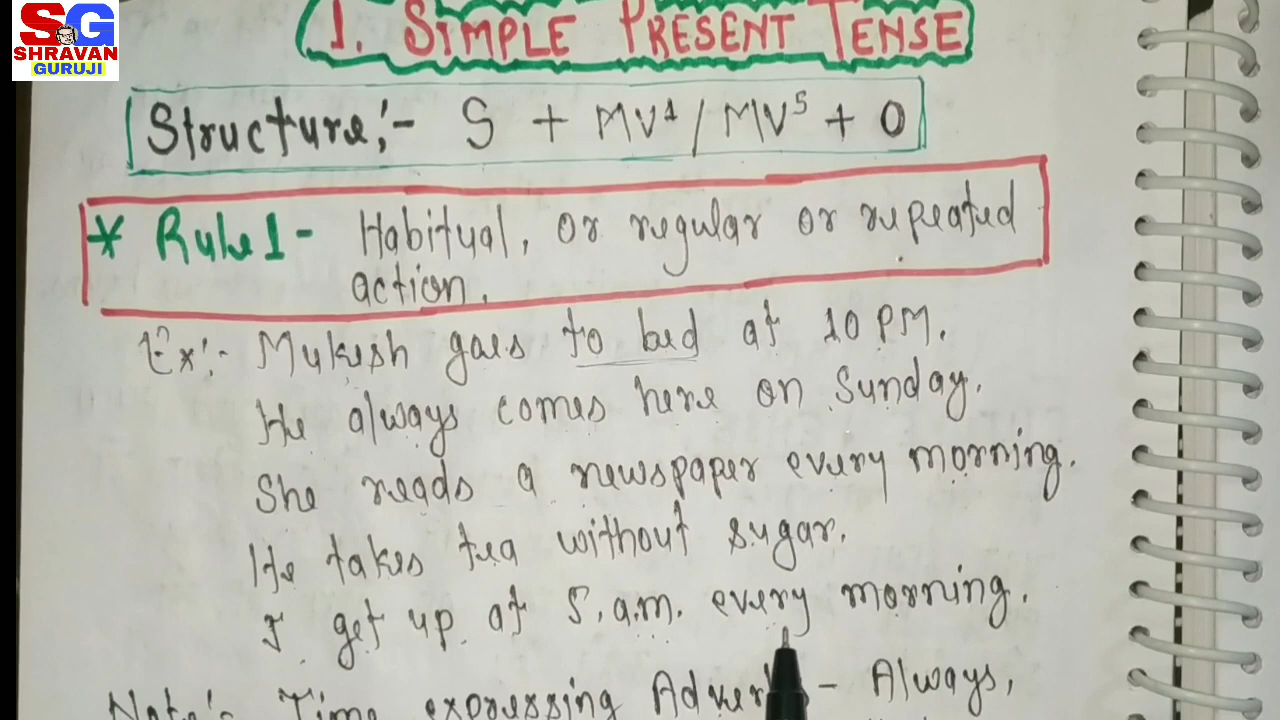 SG
SHRAVAN
GURUJI
1. SIMPLE PRESENT TENSE
Structure:- S + MV¹ / MV⁵ + O
* Rule 1 - Habitual, or regular or repeated
action.
Ex:- Mukesh goes to bed at 10 PM.
He always comes here on Sunday.
She reads a newspaper every morning.
He takes tea without sugar.
I get up at 5.a.m. every morning.
Note:- Time expressing Adverbs - Always,